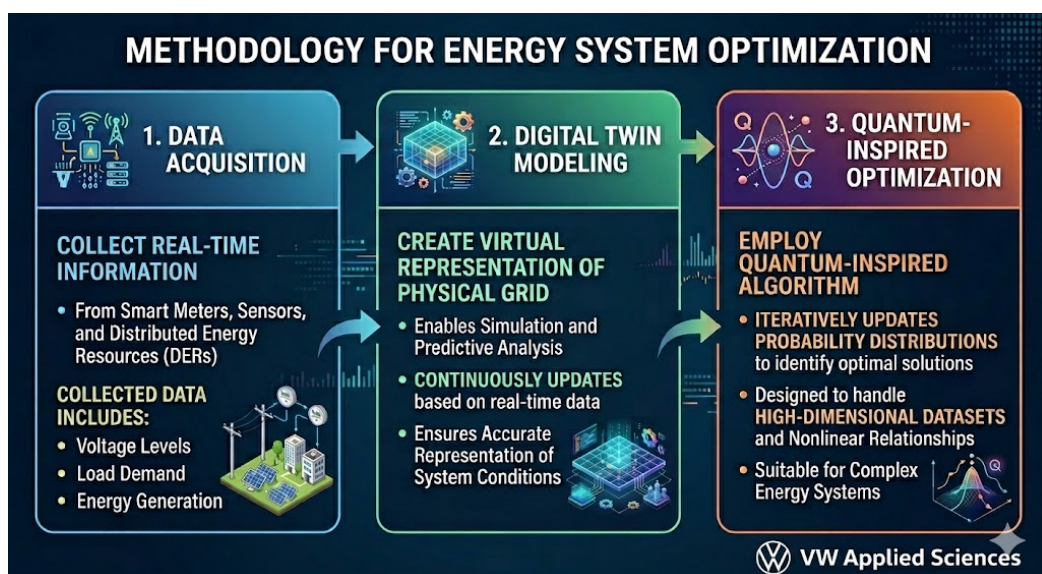 METHODOLOGY FOR ENERGY SYSTEM OPTIMIZATION
1. DATA
ACQUISITION
COLLECT REAL-TIME
INFORMATION
• From Smart Meters, Sensors,
and Distributed Energy
Resources (DERs)
COLLECTED DATA
INCLUDES:
• Voltage Levels
• Load Demand
• Energy Generation
2. DIGITAL TWIN
MODELING
CREATE VIRTUAL
REPRESENTATION OF
PHYSICAL GRID
• Enables Simulation and
Predictive Analysis
• CONTINUOUSLY UPDATES
based on real-time data
• Ensures Accurate
Representation of
System Conditions
Q
Q
3. QUANTUM-
INSPIRED
OPTIMIZATION
EMPLOY
QUANTUM-INSPIRED
ALGORITHM
• ITERATIVELY UPDATES
PROBABILITY DISTRIBUTIONS
to identify optimal solutions
• Designed to handle
HIGH-DIMENSIONAL DATASETS
and Nonlinear Relationships
• Suitable for Complex
Energy Systems
Q
VW Applied Sciences